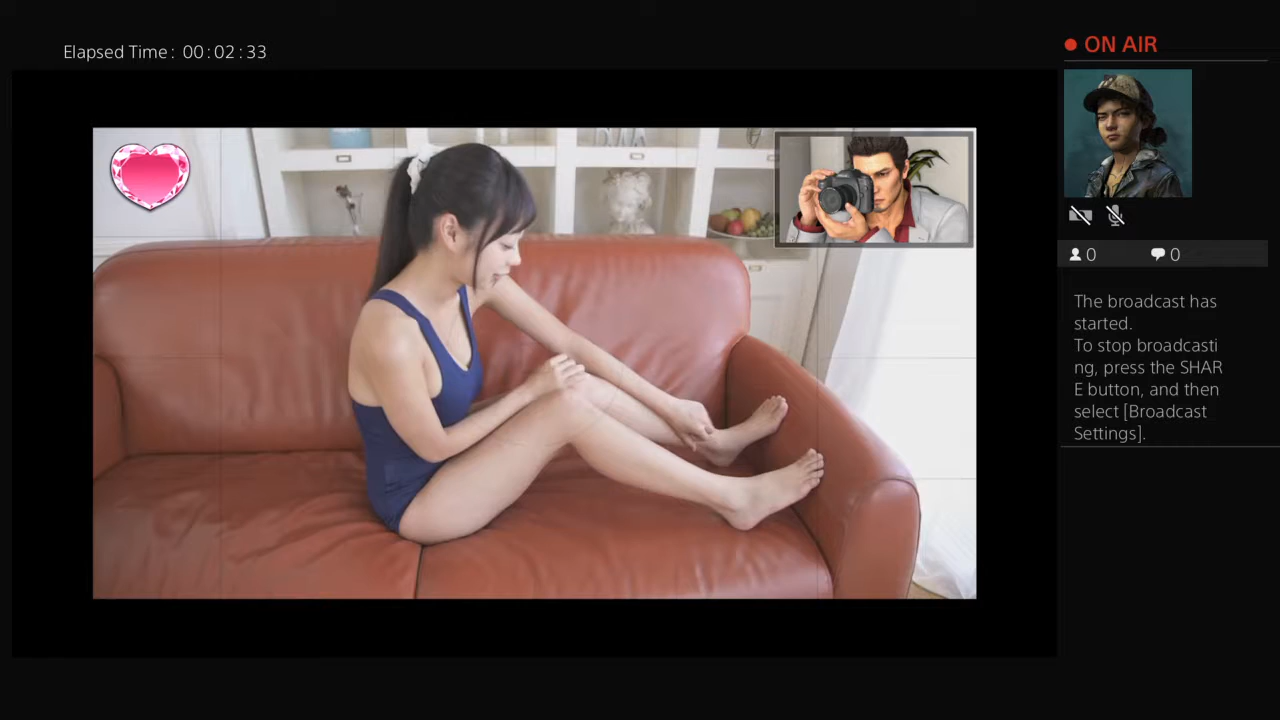 Elapsed Time: 00:02:33
ON AIR
0
0
The broadcast has
started.
To stop broadcasti
ng, press the SHAR
E button, and then
select [Broadcast
Settings].